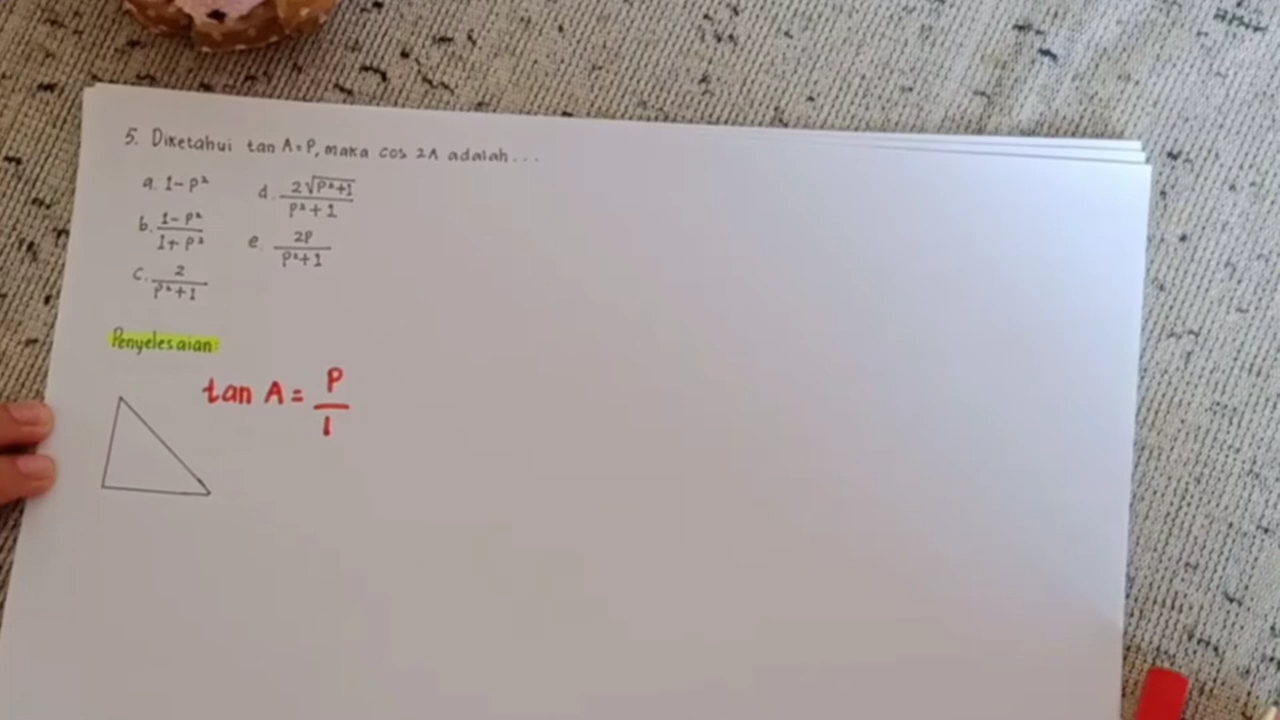 5. Diketahui tan A = P, maka cos 2A adalah ...
a. 1 - p²
d. 2√(p²+1) / p² + 1
b. 1 - p² / 1 + p²
e. 2p / p² + 1
c. 2 / p² + 1
Penyelesaian:
tan A = P / 1